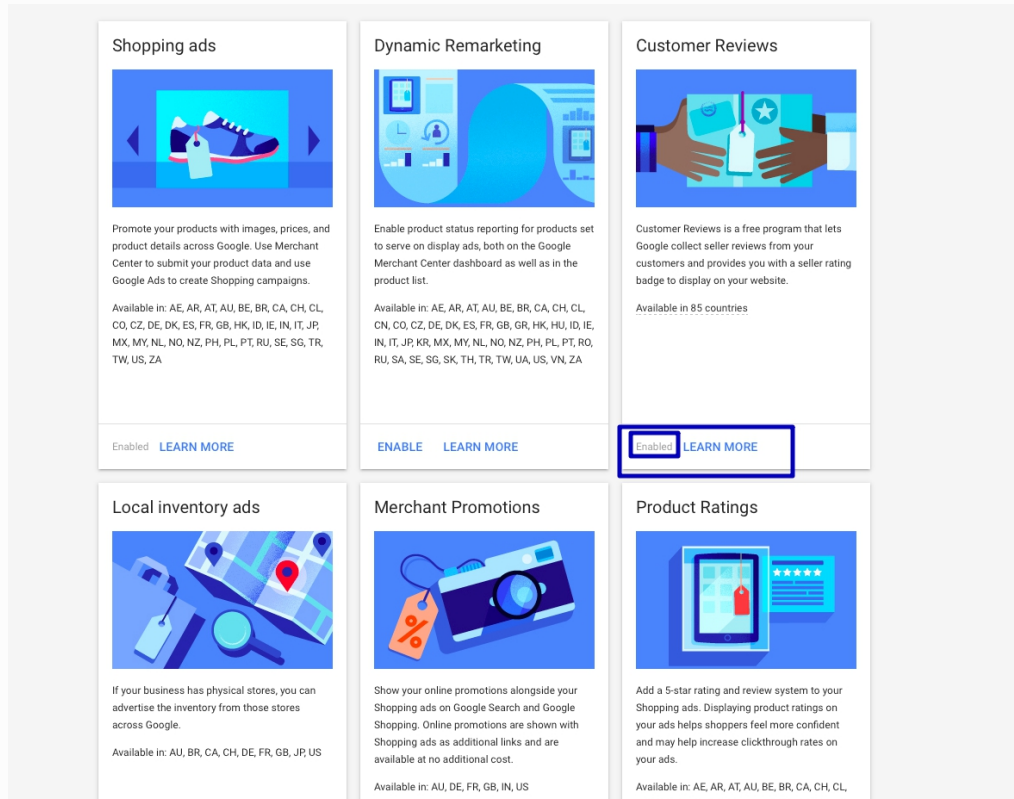 Shopping ads
Promote your products with images, prices, and
product details across Google. Use Merchant
Center to submit your product data and use
Google Ads to create Shopping campaigns.
Available in: AE, AR, AT, AU, BE, BR, CA, CH, CL,
CO, CZ, DE, DK, ES, FR, GB, HK, ID, IE, IN, IT, JP,
MX, MY, NL, NO, NZ, PH, PL, PT, RU, SE, SG, TR,
TW, US, ZA
Enabled LEARN MORE
Dynamic Remarketing
Enable product status reporting for products set
to serve on display ads, both on the Google
Merchant Center dashboard as well as in the
product list.
Available in: AE, AR, AT, AU, BE, BR, CA, CH, CL,
CN, CO, CZ, DE, DK, ES, FR, GB, GR, HK, HU, ID, IE,
IN, IT, JP, KR, MX, MY, NL, NO, NZ, PH, PL, PT, RO,
RU, SA, SE, SG, SK, TH, TR, TW, UA, US, VN, ZA
ENABLE LEARN MORE
Customer Reviews
Customer Reviews is a free program that lets
Google collect seller reviews from your
customers and provides you with a seller rating
badge to display on your website.
Available in 85 countries
Enabled LEARN MORE
Local inventory ads
If your business has physical stores, you can
advertise the inventory from those stores
across Google.
Available in: AU, BR, CA, CH, DE, FR, GB, JP, US
Merchant Promotions
%
Show your online promotions alongside your
Shopping ads on Google Search and Google
Shopping. Online promotions are shown with
Shopping ads as additional links and are
available at no additional cost.
Available in: AU, DE, FR, GB, IN, US
Product Ratings
Add a 5-star rating and review system to your
Shopping ads. Displaying product ratings on
your ads helps shoppers feel more confident
and may help increase clickthrough rates on
your ads.
Available in: AE, AR, AT, AU, BE, BR, CA, CH, CL,